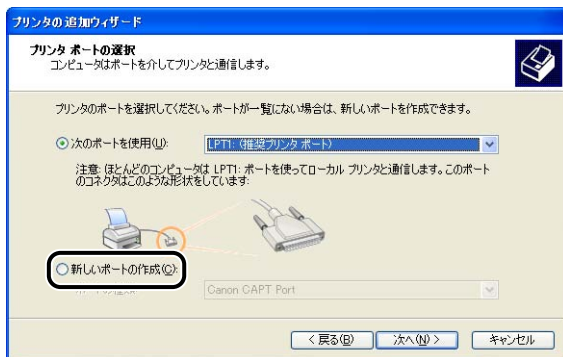 プリンタの追加ウィザード
プリンタ ポートの選択
コンピュータはポートを介してプリンタと通信します。
プリンタのポートを選択してください。ポートが一覧にない場合は、新しいポートを作成できます。
次のポートを使用(U):
LPT1: (推奨プリンタ ポート)
注意: ほとんどのコンピュータは LPT1: ポートを使ってローカル プリンタと通信します。このポート
のコネクタはこのような形状をしています:
新しいポートの作成(C):
Canon CAPT Port
< 戻る(B)
次へ(N) >
キャンセル